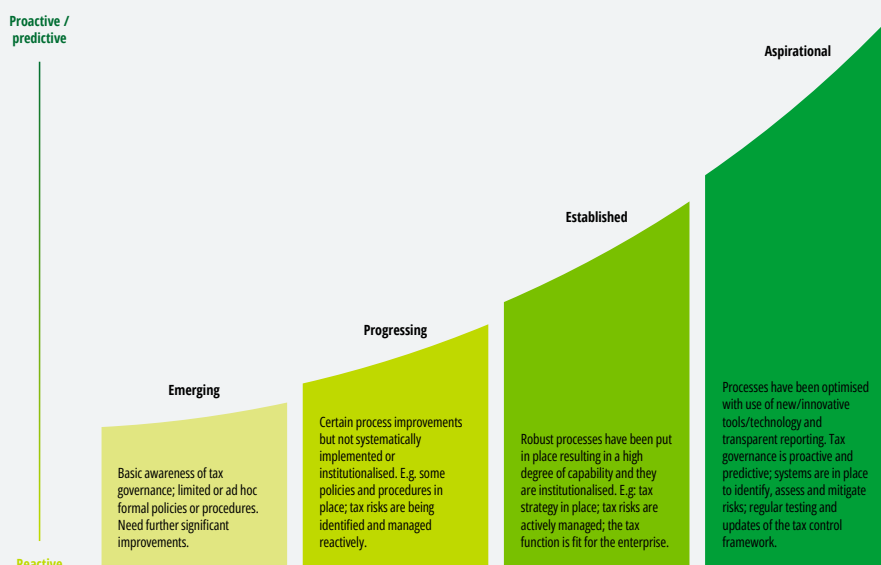 Proactive /
predictive
Aspirational
Established
Progressing
Emerging
Basic awareness of tax
governance; limited or ad hoc
formal policies or procedures.
Need further significant
improvements.
Certain process improvements
but not systematically
implemented or
institutionalised. E.g. some
policies and procedures in
place; tax risks are being
identified and managed
reactively.
Robust processes have been put
in place resulting in a high
degree of capability and they
are institutionalised. E.g: tax
strategy in place; tax risks are
actively managed; the tax
function is fit for the enterprise.
Processes have been optimised
with use of new/innovative
tools/technology and
transparent reporting. Tax
governance is proactive and
predictive; systems are in place
to identify, assess and mitigate
risks; regular testing and
updates of the tax control
framework.
Reactive